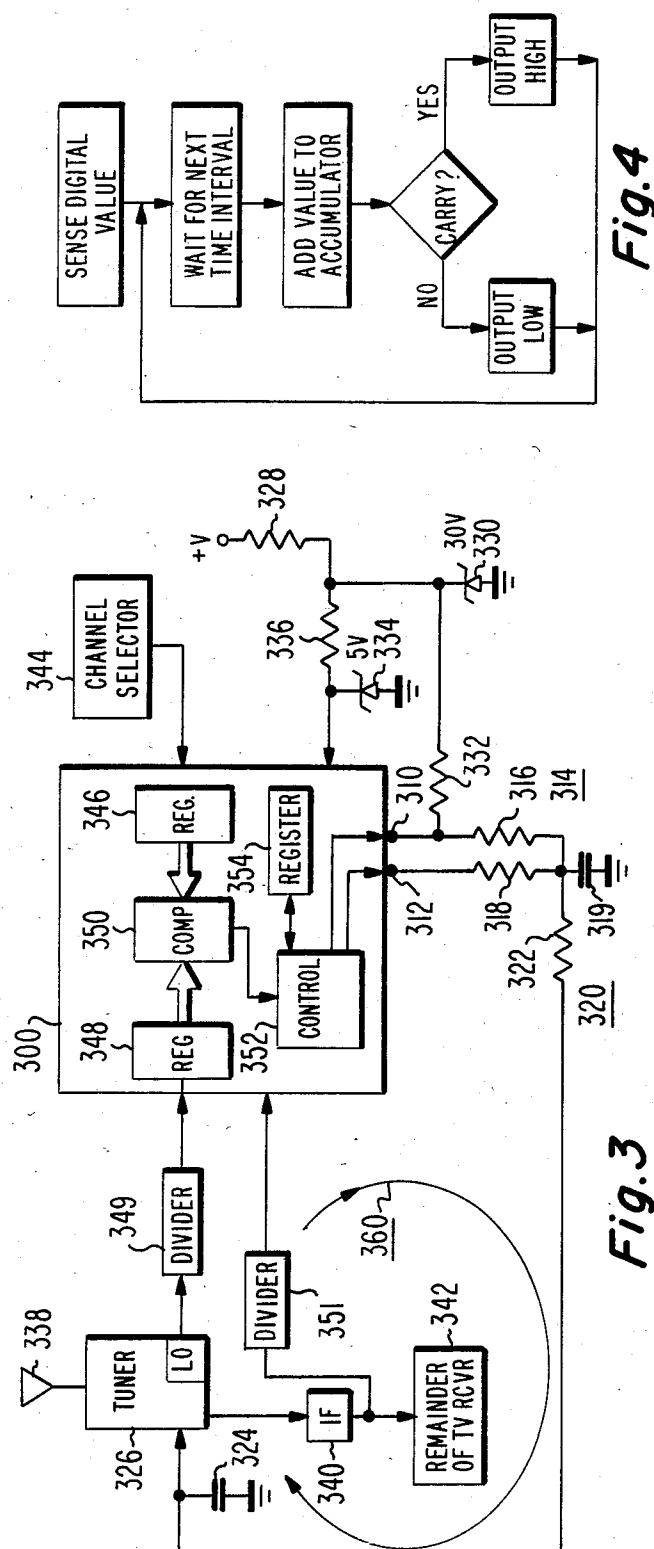 338
TUNER
LO
326
324
349
DIVIDER
IF
340
DIVIDER
351
REMAINDER
OF TV RCVR
342
360
300
348
REG
350
COMP
346
REG.
352
CONTROL
354
REGISTER
344
CHANNEL
SELECTOR
+V
328
336
5V
334
30V
330
332
310
312
316
314
318
319
322
320
Fig.3
SENSE DIGITAL
VALUE
WAIT FOR NEXT
TIME INTERVAL
ADD VALUE TO
ACCUMULATOR
CARRY?
NO
YES
OUTPUT
LOW
OUTPUT
HIGH
Fig.4